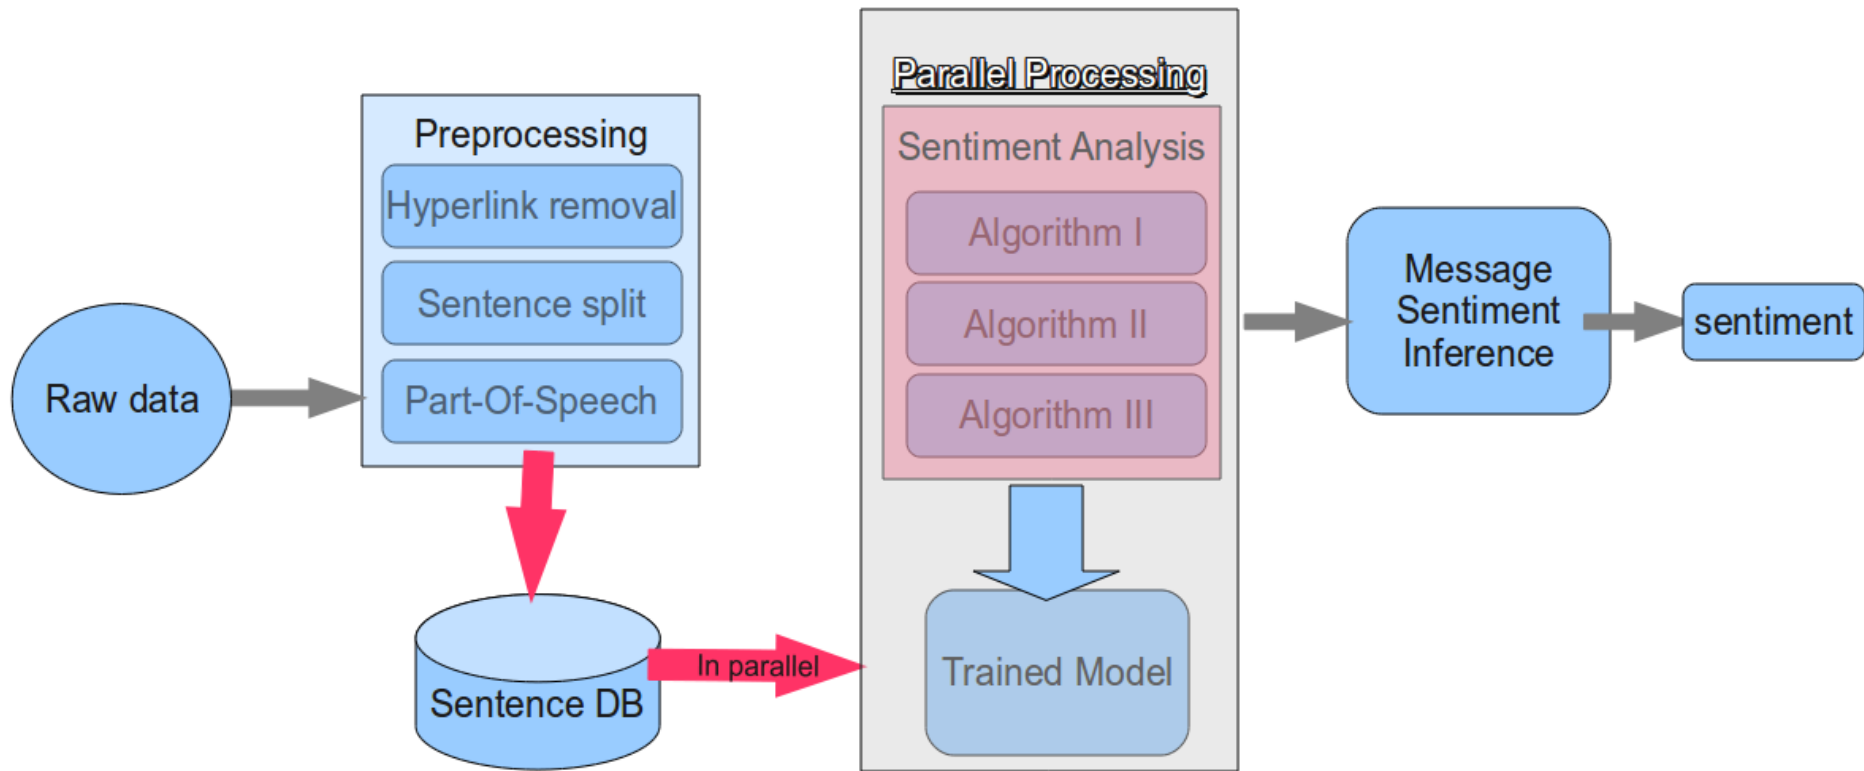 Raw data
Preprocessing
Hyperlink removal
Sentence split
Part-Of-Speech
Sentence DB
In parallel
Parallel Processing
Sentiment Analysis
Algorithm I
Algorithm II
Algorithm III
Trained Model
Message
Sentiment
Inference
sentiment